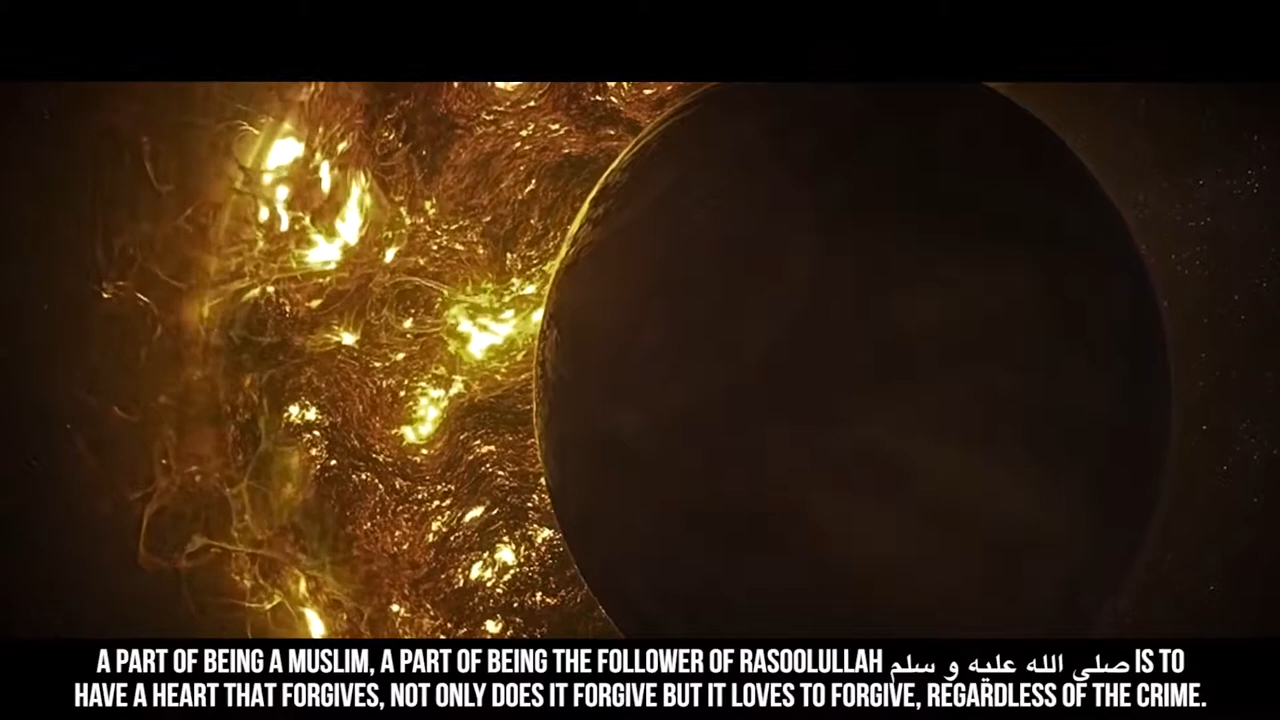 A PART OF BEING A MUSLIM, A PART OF BEING THE FOLLOWER OF RASOOLULLAH صلى الله عليه و سلم IS TO
HAVE A HEART THAT FORGIVES, NOT ONLY DOES IT FORGIVE BUT IT LOVES TO FORGIVE, REGARDLESS OF THE CRIME.